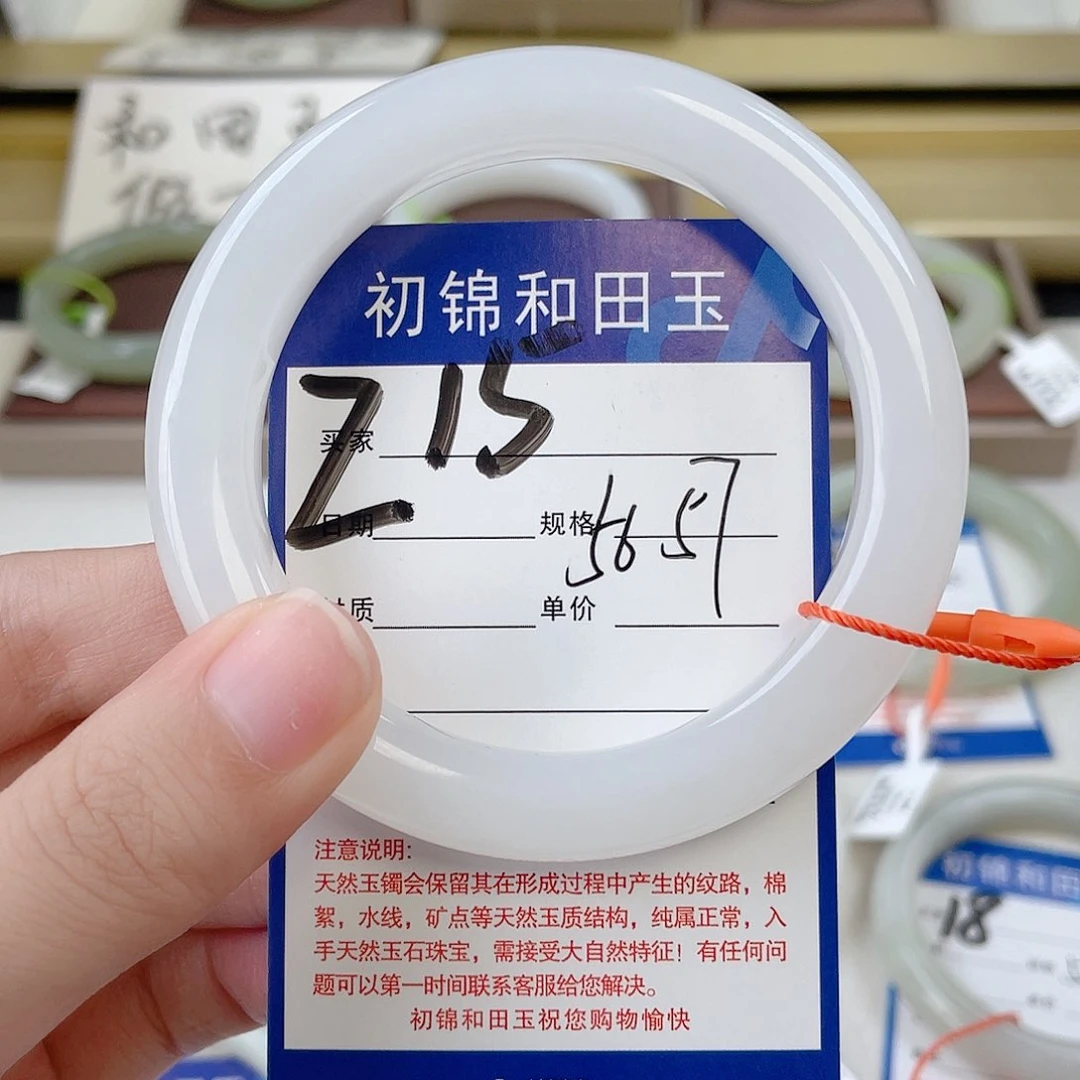 和田
初锦和田玉
Z15
买家
日期 规格 56.57
材质 单价
注意说明:
天然玉镯会保留其在形成过程中产生的纹路，棉
絮，水线，矿点等天然玉质结构，纯属正常，入
手天然玉石珠宝，需接受大自然特征！有任何问
题可以第一时间联系客服给您解决。
初锦和田玉祝您购物愉快
初锦和田
18